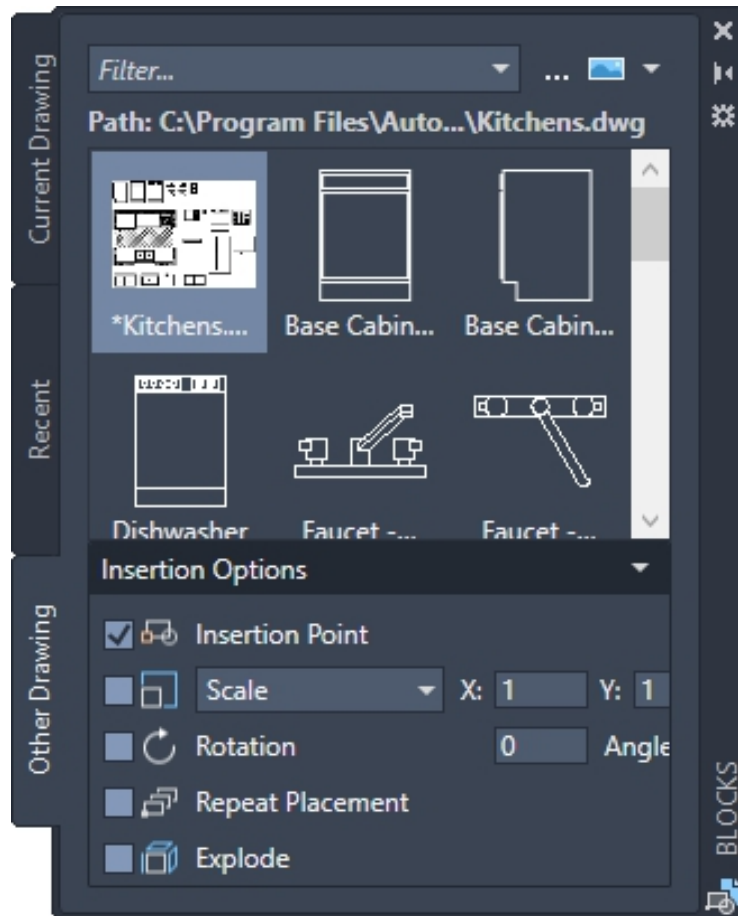 Current Drawing
Recent
Other Drawing
Filter...
...
Path: C:\Program Files\Auto...\Kitchens.dwg
*Kitchens....
Base Cabin...
Base Cabin...
Dishwasher
Faucet -...
Faucet -...
Insertion Options
Insertion Point
Scale X: 1 Y: 1
Rotation 0 Angle
Repeat Placement
Explode
BLOCKS